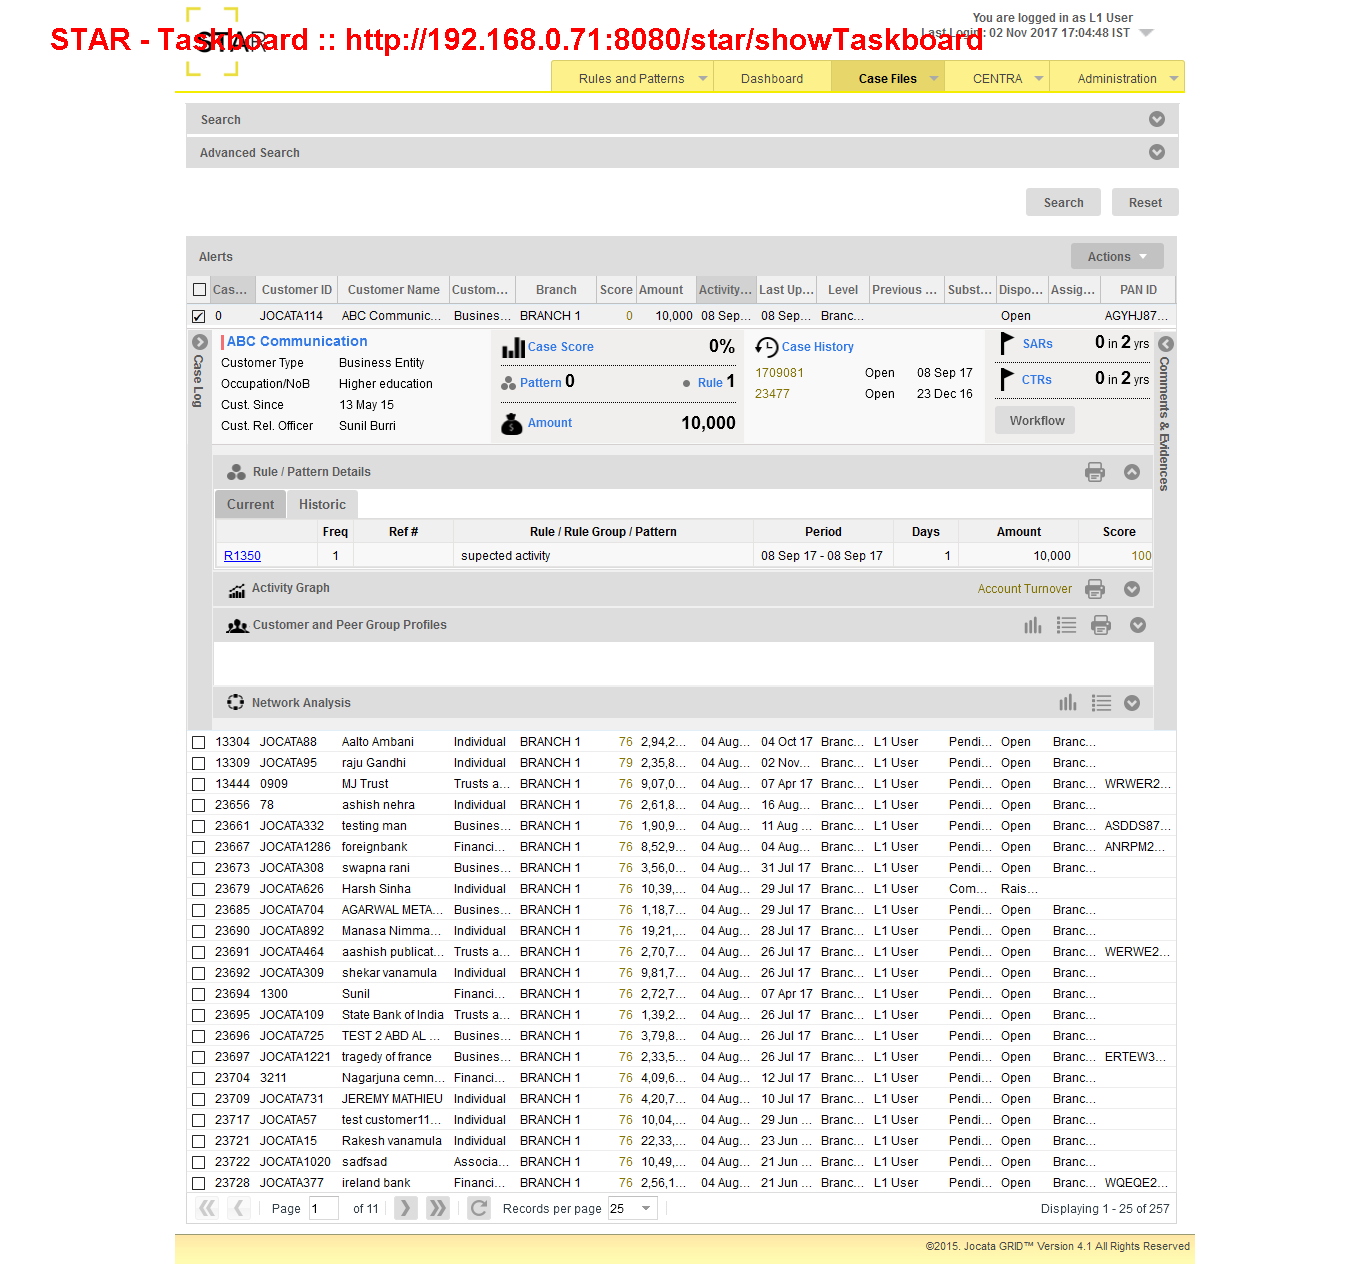 You are logged in as L1 User
STAR - Taskboard :: http://192.168.0.71:8080/star/showTaskboard
STAR
Last Login : 02 Nov 2017 17:04:48 IST
Rules and Patterns Dashboard Case Files CENTRA Administration
Search
Advanced Search
Search Reset
Alerts Actions
Cas... Customer ID Customer Name Custom... Branch Score Amount Activity... Last Up... Level Previous ... Subst... Dispo... Assig... PAN ID
0 JOCATA114 ABC Communic... Busines... BRANCH 1 0 10,000 08 Sep... 08 Sep... Branc... Open AGYHJ87...
Case Log
ABC Communication
Customer Type Business Entity
Occupation/NoB Higher education
Cust. Since 13 May 15
Cust. Rel. Officer Sunil Burri
Case Score 0%
Pattern 0 Rule 1
Amount 10,000
Case History
1709081 Open 08 Sep 17
23477 Open 23 Dec 16
SARs 0 in 2 yrs
CTRs 0 in 2 yrs
Workflow
Comments & Evidences
Rule / Pattern Details
Current Historic
Freq Ref # Rule / Rule Group / Pattern Period Days Amount Score
R1350 1 supected activity 08 Sep 17 - 08 Sep 17 1 10,000 100
Activity Graph Account Turnover
Customer and Peer Group Profiles
Network Analysis
13304 JOCATA88 Aalto Ambani Individual BRANCH 1 76 2,94,2... 04 Aug... 04 Oct 17 Branc... L1 User Pendi... Open Branc...
13309 JOCATA95 raju Gandhi Individual BRANCH 1 79 2,35,8... 04 Aug... 02 Nov... Branc... L1 User Pendi... Open Branc...
13444 0909 MJ Trust Trusts a... BRANCH 1 76 9,07,0... 04 Aug... 07 Apr 17 Branc... L1 User Pendi... Open Branc... WRWER2...
23656 78 ashish nehra Individual BRANCH 1 76 2,61,8... 04 Aug... 16 Aug... Branc... L1 User Pendi... Open Branc...
23661 JOCATA332 testing man Busines... BRANCH 1 76 1,90,9... 04 Aug... 11 Aug ... Branc... L1 User Pendi... Open Branc... ASDDS87...
23667 JOCATA1286 foreignbank Financi... BRANCH 1 76 8,52,9... 04 Aug... 04 Aug... Branc... L1 User Pendi... Open Branc... ANRPM2...
23673 JOCATA308 swapna rani Busines... BRANCH 1 76 3,56,0... 04 Aug... 31 Jul 17 Branc... L1 User Pendi... Open Branc...
23679 JOCATA626 Harsh Sinha Individual BRANCH 1 76 10,39,... 04 Aug... 29 Jul 17 Branc... L1 User Com... Rais...
23685 JOCATA704 AGARWAL META... Busines... BRANCH 1 76 1,18,7... 04 Aug... 29 Jul 17 Branc... L1 User Pendi... Open Branc...
23690 JOCATA892 Manasa Nimma... Individual BRANCH 1 76 19,21,... 04 Aug... 28 Jul 17 Branc... L1 User Pendi... Open Branc...
23691 JOCATA464 aashish publicat... Trusts a... BRANCH 1 76 2,70,7... 04 Aug... 26 Jul 17 Branc... L1 User Pendi... Open Branc... WERWE2...
23692 JOCATA309 shekar vanamula Individual BRANCH 1 76 9,81,7... 04 Aug... 26 Jul 17 Branc... L1 User Pendi... Open Branc...
23694 1300 Sunil Financi... BRANCH 1 76 2,72,7... 04 Aug... 07 Apr 17 Branc... L1 User Pendi... Open Branc...
23695 JOCATA109 State Bank of India Trusts a... BRANCH 1 76 1,39,2... 04 Aug... 26 Jul 17 Branc... L1 User Pendi... Open Branc...
23696 JOCATA725 TEST 2 ABD AL ... Busines... BRANCH 1 76 3,79,8... 04 Aug... 26 Jul 17 Branc... L1 User Pendi... Open Branc...
23697 JOCATA1221 tragedy of france Busines... BRANCH 1 76 2,33,5... 04 Aug... 26 Jul 17 Branc... L1 User Pendi... Open Branc... ERTEW3...
23704 3211 Nagarjuna cemn... Financi... BRANCH 1 76 4,09,6... 04 Aug... 12 Jul 17 Branc... L1 User Pendi... Open Branc...
23709 JOCATA731 JEREMY MATHIEU Individual BRANCH 1 76 4,20,7... 04 Aug... 10 Jul 17 Branc... L1 User Pendi... Open Branc...
23717 JOCATA57 test customer11... Individual BRANCH 1 76 10,04,... 04 Aug... 29 Jun ... Branc... L1 User Pendi... Open Branc...
23721 JOCATA15 Rakesh vanamula Individual BRANCH 1 76 22,33,... 04 Aug... 23 Jun ... Branc... L1 User Pendi... Open Branc...
23722 JOCATA1020 sadfsad Associa... BRANCH 1 76 10,49,... 04 Aug... 21 Jun ... Branc... L1 User Pendi... Open Branc...
23728 JOCATA377 ireland bank Financi... BRANCH 1 76 2,56,1... 04 Aug... 21 Jun ... Branc... L1 User Pendi... Open Branc... WQEQE2...
Page 1 of 11 Records per page 25 Displaying 1 - 25 of 257
©2015. Jocata GRID™ Version 4.1 All Rights Reserved